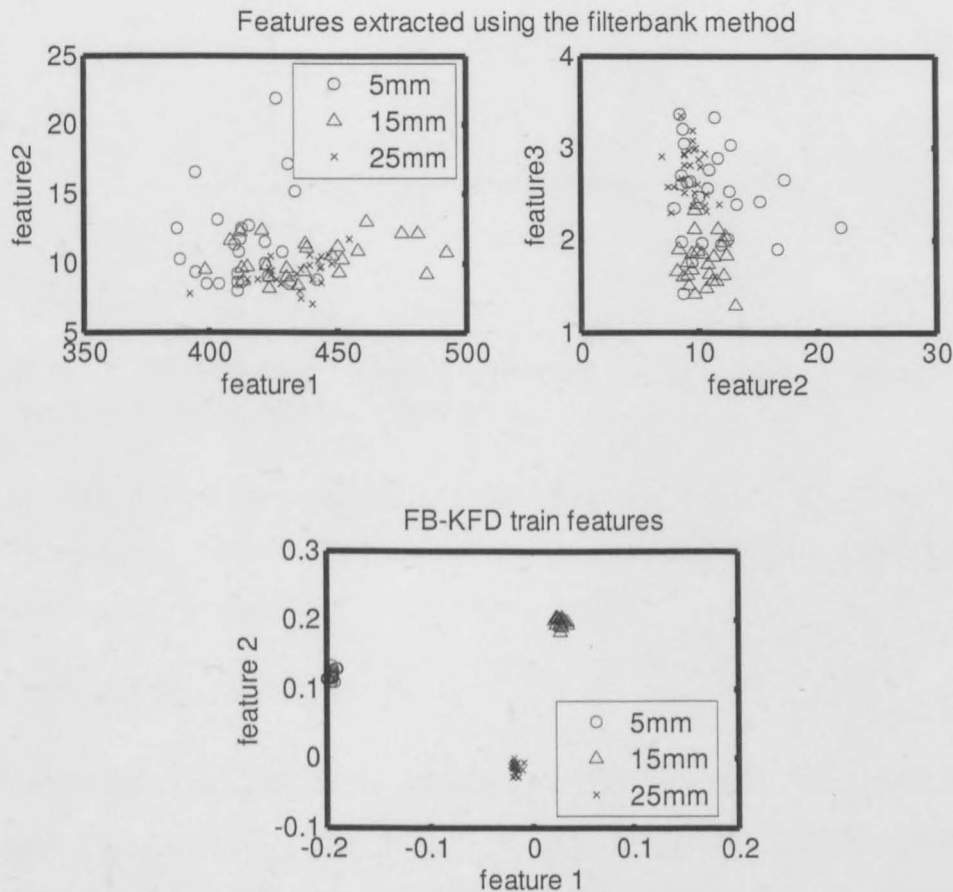 Features extracted using the filterbank method
25
20
15
10
5
feature2
350
400
450
500
feature1
5mm
15mm
25mm
4
3
2
1
feature3
0
10
20
30
feature2
FB-KFD train features
0.3
0.2
0.1
0
-0.1
feature 2
-0.2
-0.1
0
0.1
0.2
feature 1
5mm
15mm
25mm